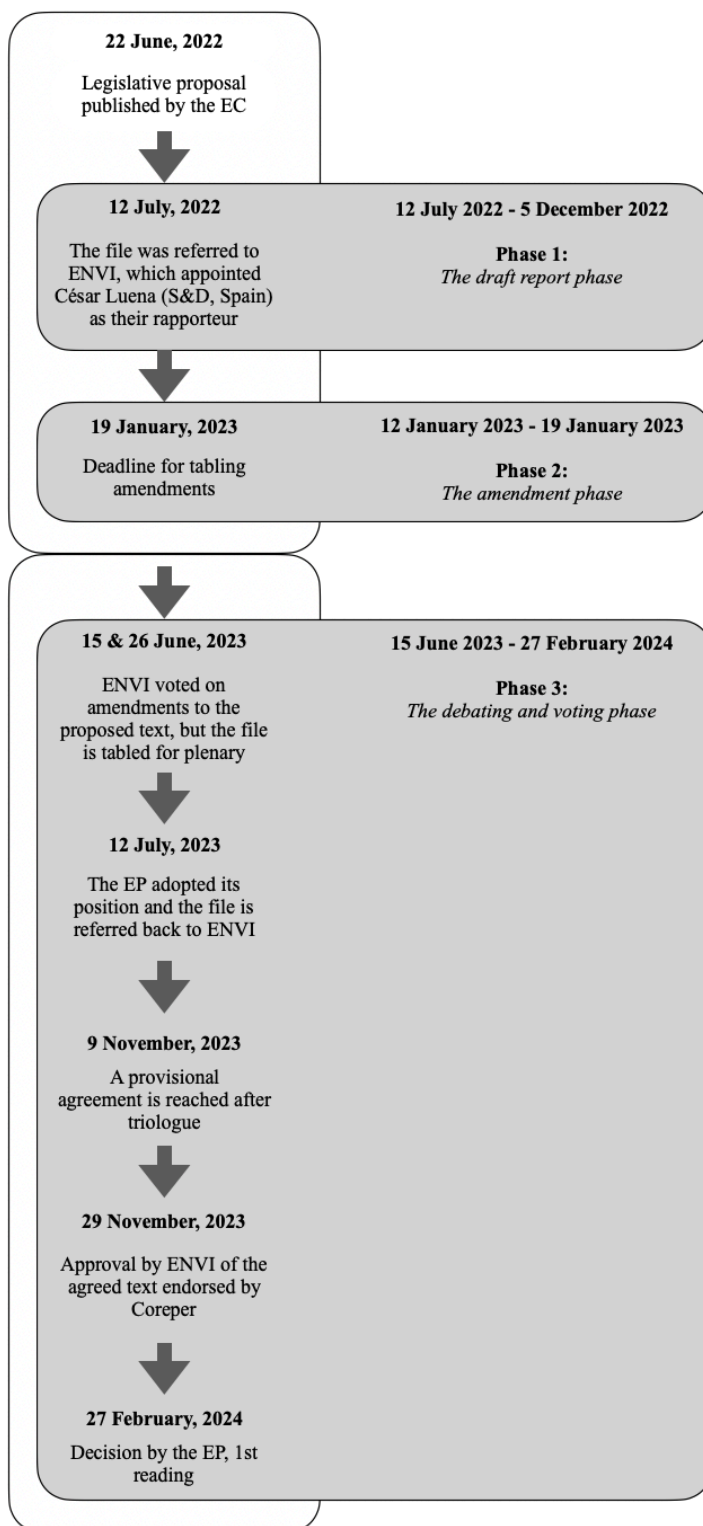 22 June, 2022
Legislative proposal
published by the EC
12 July, 2022
The file was referred to
ENVI, which appointed
César Luena (S&D, Spain)
as their rapporteur
12 July 2022 - 5 December 2022
Phase 1:
The draft report phase
19 January, 2023
Deadline for tabling
amendments
12 January 2023 - 19 January 2023
Phase 2:
The amendment phase
15 & 26 June, 2023
ENVI voted on
amendments to the
proposed text, but the file
is tabled for plenary
15 June 2023 - 27 February 2024
Phase 3:
The debating and voting phase
12 July, 2023
The EP adopted its
position and the file is
referred back to ENVI
9 November, 2023
A provisional
agreement is reached after
triologue
29 November, 2023
Approval by ENVI of the
agreed text endorsed by
Coreper
27 February, 2024
Decision by the EP, 1st
reading